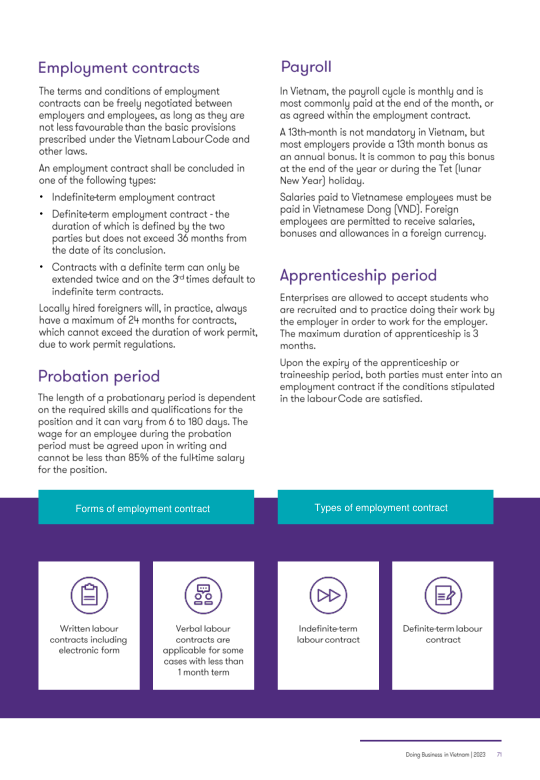 Employment contracts
The terms and conditions of employment
contracts can be freely negotiated between
employers and employees, as long as they are
not less favourable than the basic provisions
prescribed under the Vietnam Labour Code and
other laws.
An employment contract shall be concluded in
one of the following types:
• Indefinite-term employment contract
• Definite-term employment contract - the
duration of which is defined by the two
parties but does not exceed 36 months from
the date of its conclusion.
• Contracts with a definite term can only be
extended twice and on the 3rd times default to
indefinite term contracts.
Locally hired foreigners will, in practice, always
have a maximum of 24 months for contracts,
which cannot exceed the duration of work permit,
due to work permit regulations.
Probation period
The length of a probationary period is dependent
on the required skills and qualifications for the
position and it can vary from 6 to 180 days. The
wage for an employee during the probation
period must be agreed upon in writing and
cannot be less than 85% of the full-time salary
for the position.
Payroll
In Vietnam, the payroll cycle is monthly and is
most commonly paid at the end of the month, or
as agreed within the employment contract.
A 13th-month is not mandatory in Vietnam, but
most employers provide a 13th month bonus as
an annual bonus. It is common to pay this bonus
at the end of the year or during the Tet (lunar
New Year) holiday.
Salaries paid to Vietnamese employees must be
paid in Vietnamese Dong (VND). Foreign
employees are permitted to receive salaries,
bonuses and allowances in a foreign currency.
Apprenticeship period
Enterprises are allowed to accept students who
are recruited and to practice doing their work by
the employer in order to work for the employer.
The maximum duration of apprenticeship is 3
months.
Upon the expiry of the apprenticeship or
traineeship period, both parties must enter into an
employment contract if the conditions stipulated
in the labour Code are satisfied.
Forms of employment contract
Written labour
contracts including
electronic form
Verbal labour
contracts are
applicable for some
cases with less than
1 month term
Types of employment contract
Indefinite-term
labour contract
Definite-term labour
contract
Doing Business in Vietnam | 2023 71